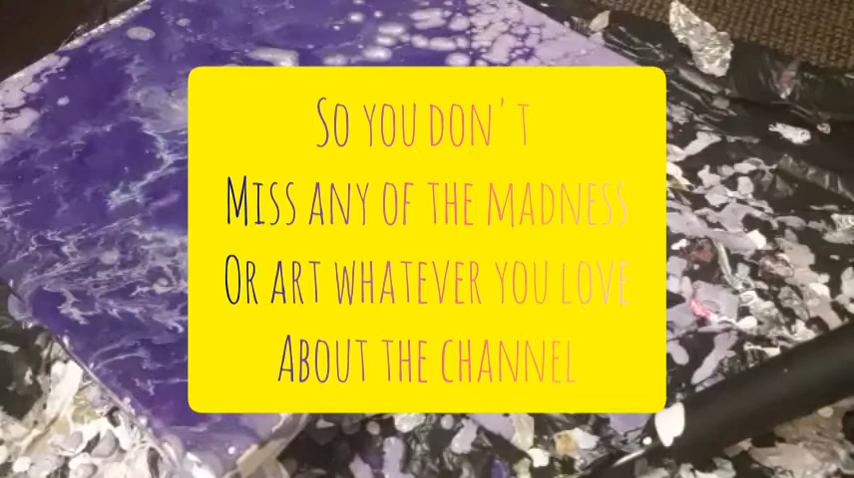 So you don't
Miss any of the madness
Or art whatever you love
About the channel